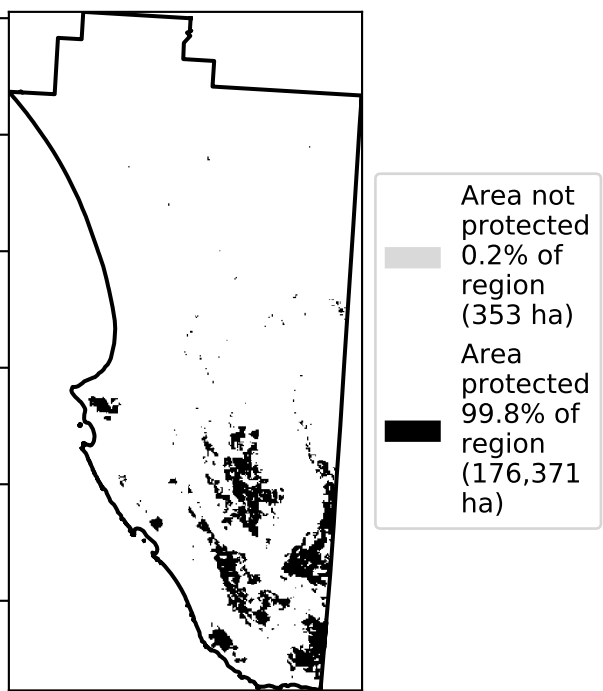 Area not
protected
0.2% of
region
(353 ha)
Area
protected
99.8% of
region
(176,371
ha)